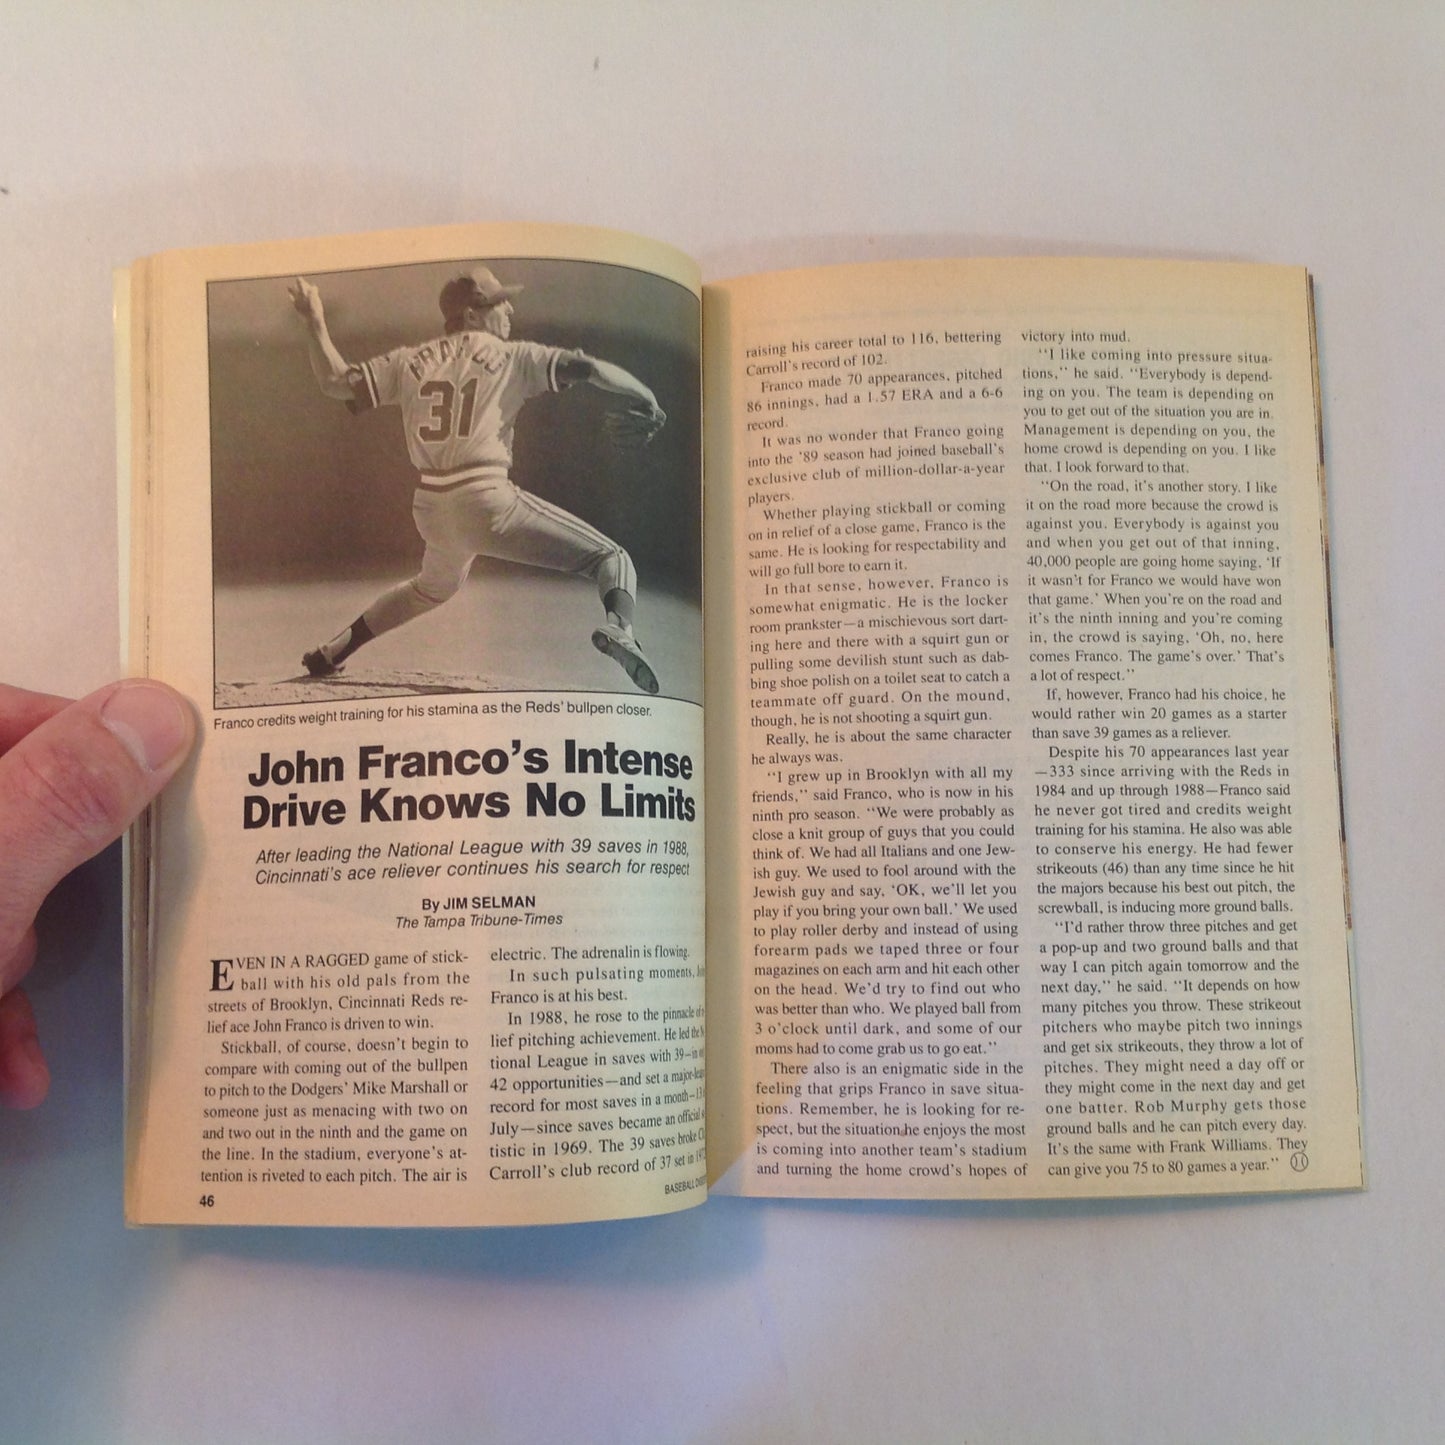 FRANCO
31
Franco credits weight training for his stamina as the Reds' bullpen closer.
John Franco's Intense
Drive Knows No Limits
After leading the National League with 39 saves in 1988,
Cincinnati's ace reliever continues his search for respect
By JIM SELMAN
The Tampa Tribune-Times
EVEN IN A RAGGED game of stick-
ball with his old pals from the
streets of Brooklyn, Cincinnati Reds re-
lief ace John Franco is driven to win.
Stickball, of course, doesn't begin to
compare with coming out of the bullpen
to pitch to the Dodgers' Mike Marshall or
someone just as menacing with two on
and two out in the ninth and the game on
the line. In the stadium, everyone's at-
tention is riveted to each pitch. The air is
46
electric. The adrenalin is flowing.
In such pulsating moments,
Franco is at his best.
In 1988, he rose to the pinnacle of
lief pitching achievement. He led the
tional League in saves with 39—in
42 opportunities—and set a major-
record for most saves in a month—13
July—since saves became an official
tistic in 1969. The 39 saves broke
Carroll's club record of 37 set in
BASEBALL
raising his career total to 116, bettering
Carroll's record of 102.
Franco made 70 appearances, pitched
86 innings, had a 1.57 ERA and a 6-6
record.
It was no wonder that Franco going
into the '89 season had joined baseball's
exclusive club of million-dollar-a-year
players.
Whether playing stickball or coming
on in relief of a close game, Franco is the
same. He is looking for respectability and
will go full bore to earn it.
In that sense, however, Franco is
somewhat enigmatic. He is the locker
room prankster—a mischievous sort dart-
ing here and there with a squirt gun or
pulling some devilish stunt such as dab-
bing shoe polish on a toilet seat to catch a
teammate off guard. On the mound,
though, he is not shooting a squirt gun.
Really, he is about the same character
he always was.
"I grew up in Brooklyn with all my
friends," said Franco, who is now in his
ninth pro season. "We were probably as
close a knit group of guys that you could
think of. We had all Italians and one Jew-
ish guy. We used to fool around with the
Jewish guy and say, 'OK, we'll let you
play if you bring your own ball.' We used
to play roller derby and instead of using
forearm pads we taped three or four
magazines on each arm and hit each other
on the head. We'd try to find out who
was better than who. We played ball from
3 o'clock until dark, and some of our
moms had to come grab us to go eat."
There also is an enigmatic side in the
feeling that grips Franco in save situa-
tions. Remember, he is looking for re-
spect, but the situation he enjoys the most
is coming into another team's stadium
and turning the home crowd's hopes of
victory into mud.
"I like coming into pressure situa-
tions," he said. "Everybody is depend-
ing on you. The team is depending on
you to get out of the situation you are in.
Management is depending on you, the
home crowd is depending on you. I like
that. I look forward to that.
"On the road, it's another story. I like
it on the road more because the crowd is
against you. Everybody is against you
and when you get out of that inning,
40,000 people are going home saying, 'If
it wasn't for Franco we would have won
that game.' When you're on the road and
it's the ninth inning and you're coming
in, the crowd is saying, 'Oh, no, here
comes Franco. The game's over.' That's
a lot of respect."
If, however, Franco had his choice, he
would rather win 20 games as a starter
than save 39 games as a reliever.
Despite his 70 appearances last year
—333 since arriving with the Reds in
1984 and up through 1988—Franco said
he never got tired and credits weight
training for his stamina. He also was able
to conserve his energy. He had fewer
strikeouts (46) than any time since he hit
the majors because his best out pitch, the
screwball, is inducing more ground balls.
"I'd rather throw three pitches and get
a pop-up and two ground balls and that
way I can pitch again tomorrow and the
next day," he said. "It depends on how
many pitches you throw. These strikeout
pitchers who maybe pitch two innings
and get six strikeouts, they throw a lot of
pitches. They might need a day off or
they might come in the next day and get
one batter. Rob Murphy gets those
ground balls and he can pitch every day.
It's the same with Frank Williams. They
can give you 75 to 80 games a year."